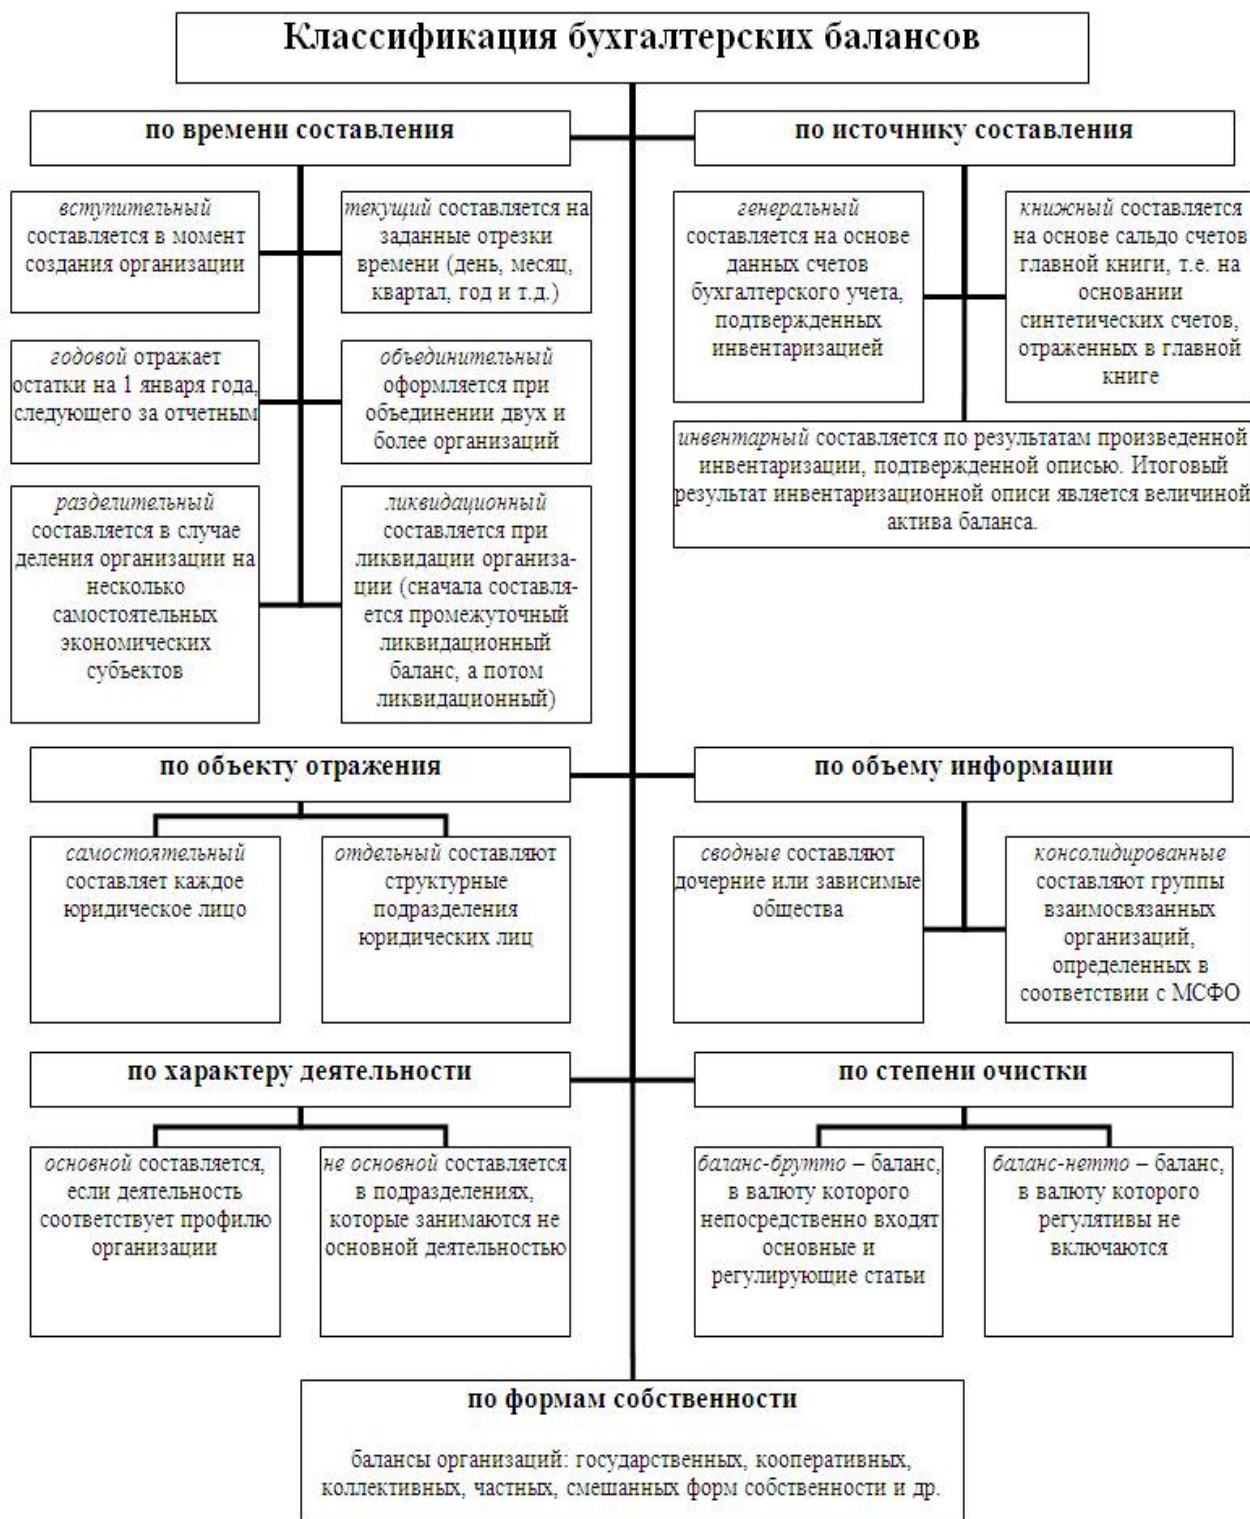 Классификация бухгалтерских балансов
по времени составления
вступительный
составляется в момент
создания организации
текущий составляется на
заданные отрезки
времени (день, месяц,
квартал, год и т.д.)
годовой отражает
остатки на 1 января года,
следующего за отчетным
объединительный
оформляется при
объединении двух и
более организаций
разделительный
составляется в случае
деления организации на
несколько
самостоятельных
экономических
субъектов
ликвидационный
составляется при
ликвидации организа-
ции (сначала составля-
ется промежуточный
ликвидационный
баланс, а потом
ликвидационный)
по источнику составления
генеральный
составляется на основе
данных счетов
бухгалтерского учета,
подтвержденных
инвентаризацией
книжный составляется
на основе сальдо счетов
главной книги, т.е. на
основании
синтетических счетов,
отраженных в главной
книге
инвентарный составляется по результатам произведенной
инвентаризации, подтвержденной описью. Итоговый
результат инвентаризационной описи является величиной
актива баланса.
по объекту отражения
самостоятельный
составляет каждое
юридическое лицо
отдельный составляют
структурные
подразделения
юридических лиц
по объему информации
сводные составляют
дочерние или зависимые
общества
консолидированные
составляют группы
взаимосвязанных
организаций,
определенных в
соответствии с МСФО
по характеру деятельности
основной составляется,
если деятельность
соответствует профилю
организации
не основной составляется
в подразделениях,
которые занимаются не
основной деятельностью
по степени очистки
баланс-брутто – баланс,
в валюту которого
непосредственно входят
основные и
регулирующие статьи
баланс-нетто – баланс,
в валюту которого
регулятивы не
включаются
по формам собственности
балансы организаций: государственных, кооперативных,
коллективных, частных, смешанных форм собственности и др.